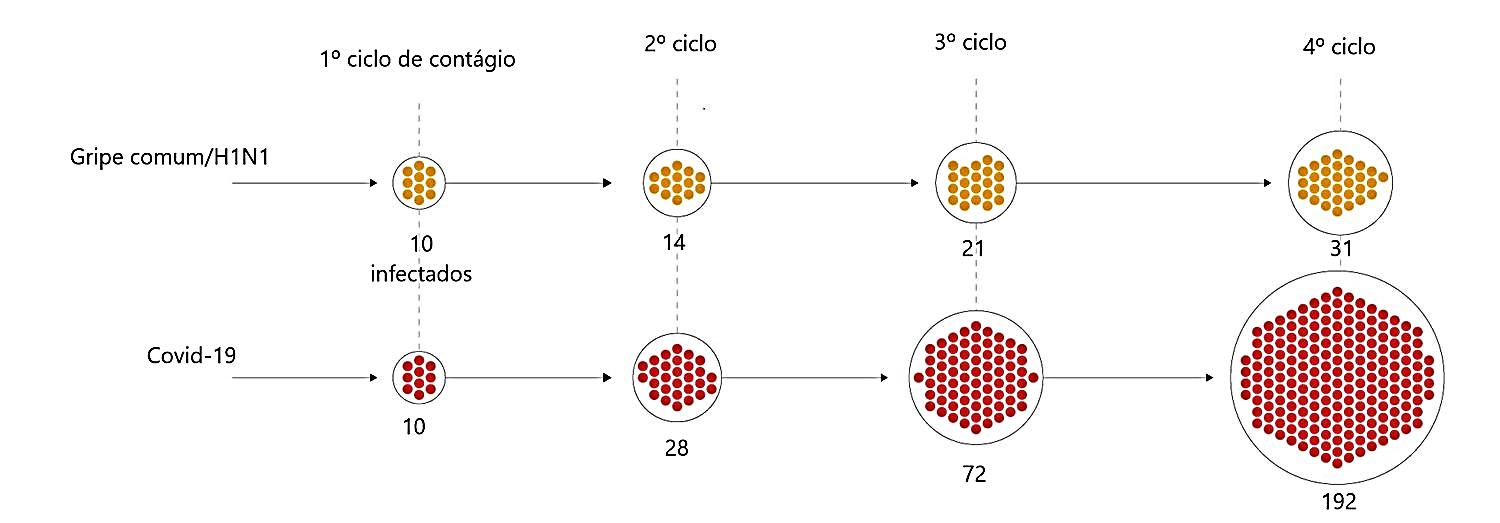 1º ciclo de contágio
2º ciclo
3º ciclo
4º ciclo
Gripe comum/H1N1
10
infectados
14
21
31
Covid-19
10
28
72
192